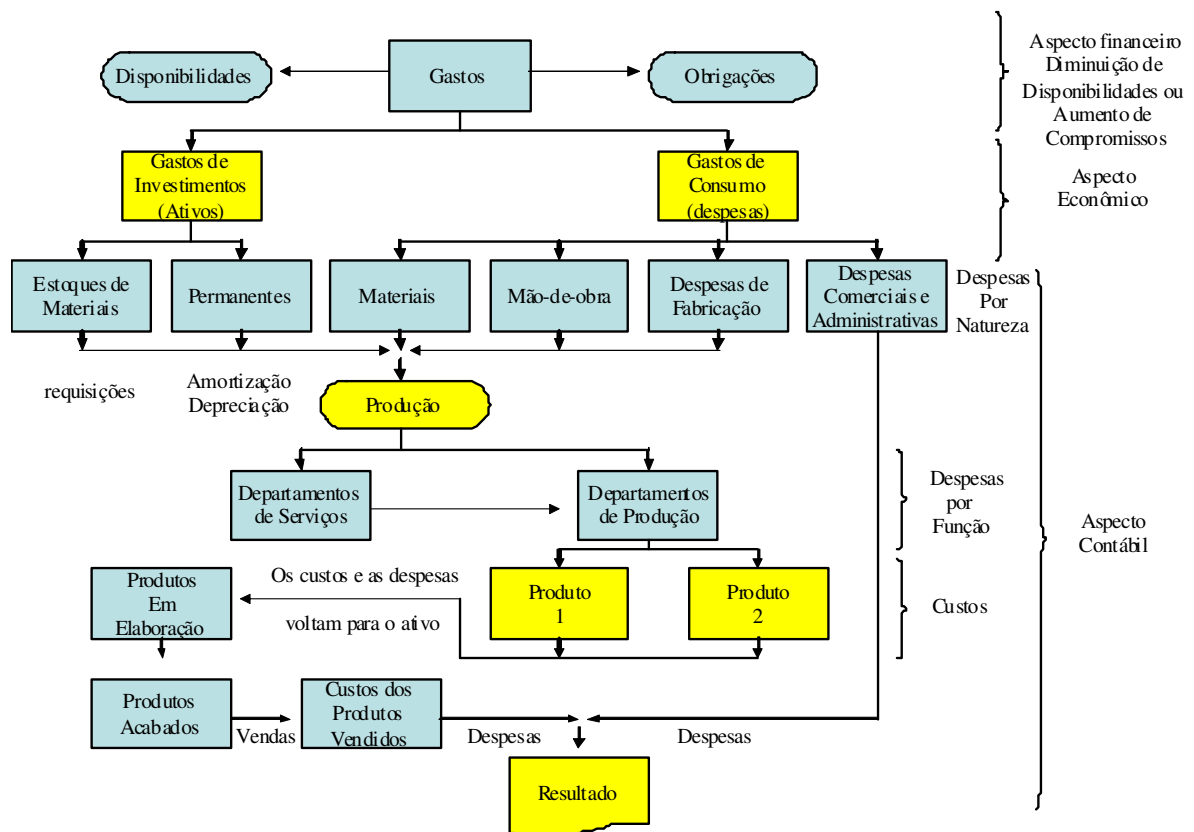 Disponibilidades
Gastos
Obrigações
Aspecto financeiro
Diminuição de
Disponibilidades ou
Aumento de
Compromissos
Gastos de
Investimentos
(Ativos)
Gastos de
Consumo
(despesas)
Aspecto
Econômico
Estoques de
Materiais
Permanentes
Materiais
Mão-de-obra
Despesas de
Fabricação
Despesas
Comerciais e
Administrativas
Despesas
Por
Natureza
requisições
Amortização
Depreciação
Produção
Departamentos
de Serviços
Departamentos
de Produção
Despesas
por
Função
Aspecto
Contábil
Produtos
Em
Elaboração
Os custos e as despesas
voltam para o ativo
Produto
1
Produto
2
Custos
Produtos
Acabados
Vendas
Custos dos
Produtos
Vendidos
Despesas
Despesas
Resultado